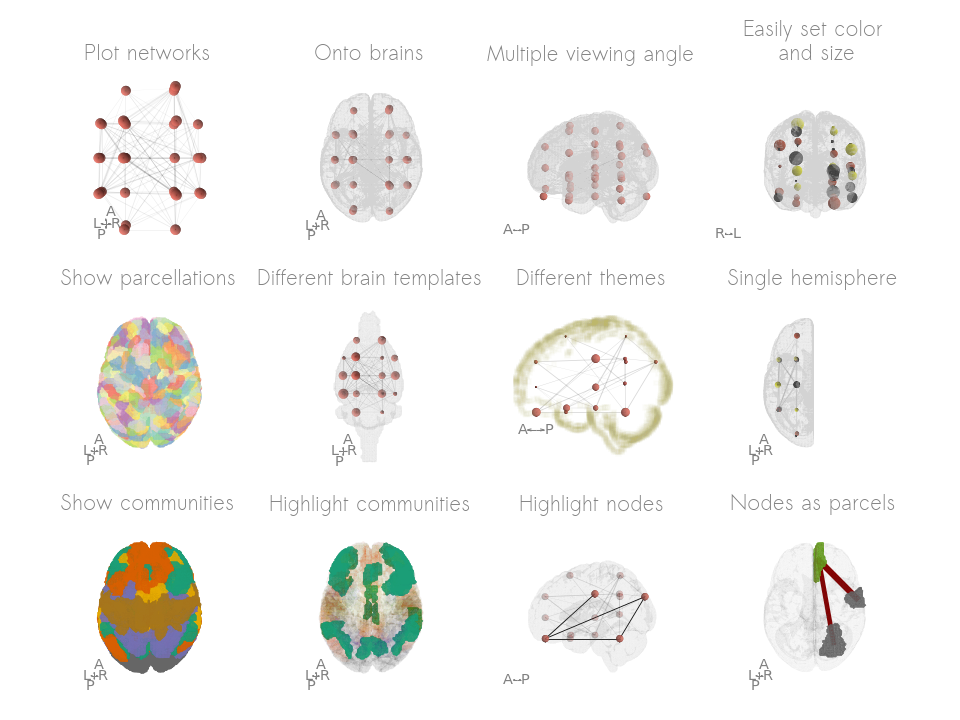 Plot networks
Onto brains
Multiple viewing angle
Easily set color
and size
A
L R
P
A
L R
P
A P
R L
Show parcellations
Different brain templates
Different themes
Single hemisphere
A
L R
P
A
L R
P
A P
A
L R
P
Show communities
Highlight communities
Highlight nodes
Nodes as parcels
A
L R
P
A
L R
P
A P
A
L R
P